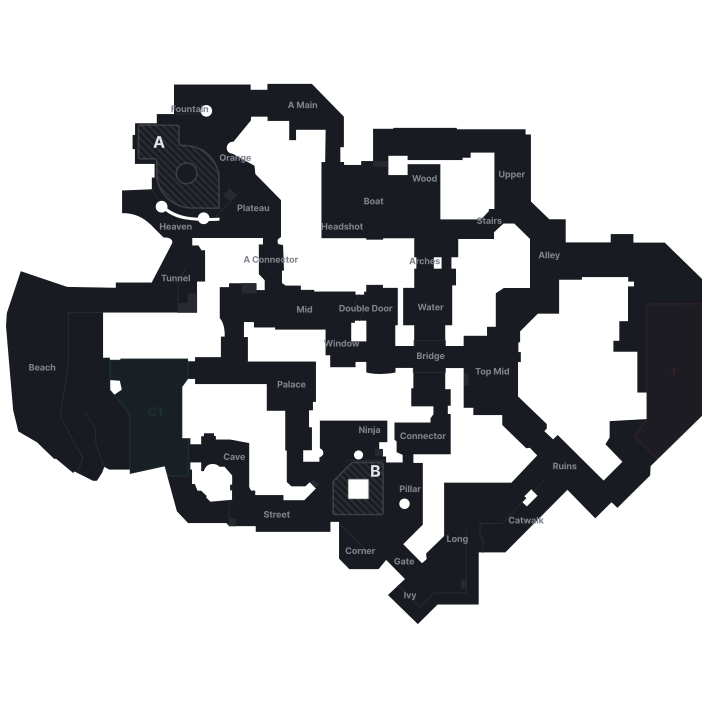 A Main
Fountain
A
Orange
Wood
Upper
Boat
Plateau
Stairs
Heaven
Headshot
Alley
A Connector
Arches
Tunnel
Mid
Double Door
Water
Window
Bridge
Beach
Top Mid
T
Palace
CT
Ninja
Connector
Cave
Ruins
B
Pillar
Street
Catwalk
Long
Corner
Gate
Ivy